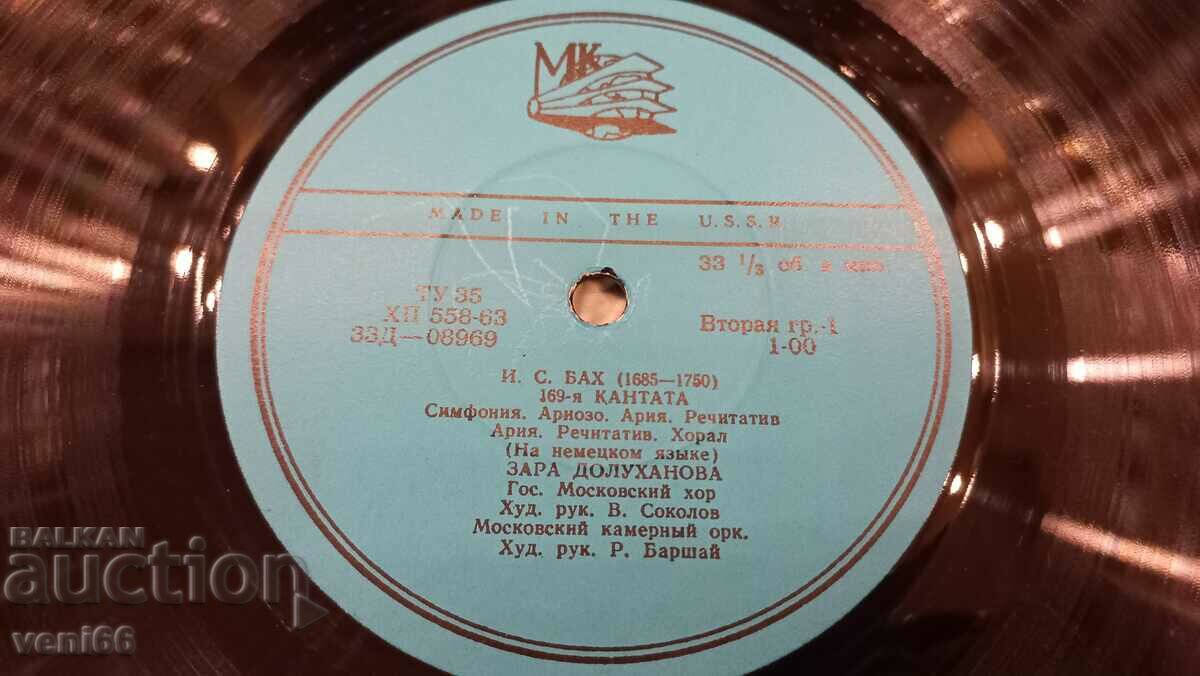 МК
MADE IN THE U.S.S.R
33 1/3 об в мин
ТУ 35
ХП 558-63
33Д—08969
Вторая гр.-1
1-00
И. С. БАХ (1685—1750)
169-я КАНТАТА
Симфония. Ариозо. Ария. Речитатив
Ария. Речитатив. Хорал
(На немецком языке)
ЗАРА ДОЛУХАНОВА
Гос. Московский хор
Худ. рук. В. Соколов
Московский камерный орк.
Худ. рук. Р. Баршай
BALKAN
auction
veni66